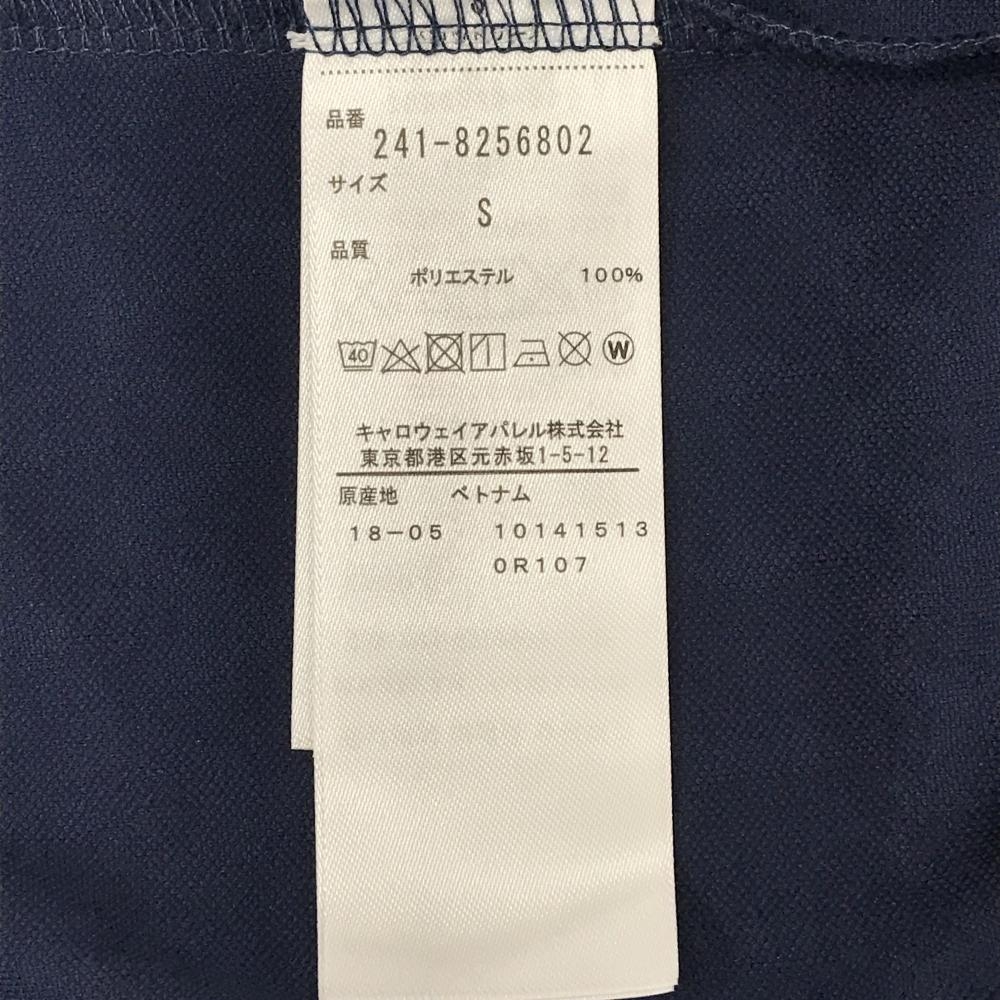 品番
241-8256802
サイズ
S
品質
ポリエステル 100%
40 W
キャロウェイアパレル株式会社
東京都港区元赤坂1-5-12
原産地 ベトナム
18-05 10141513
0R107